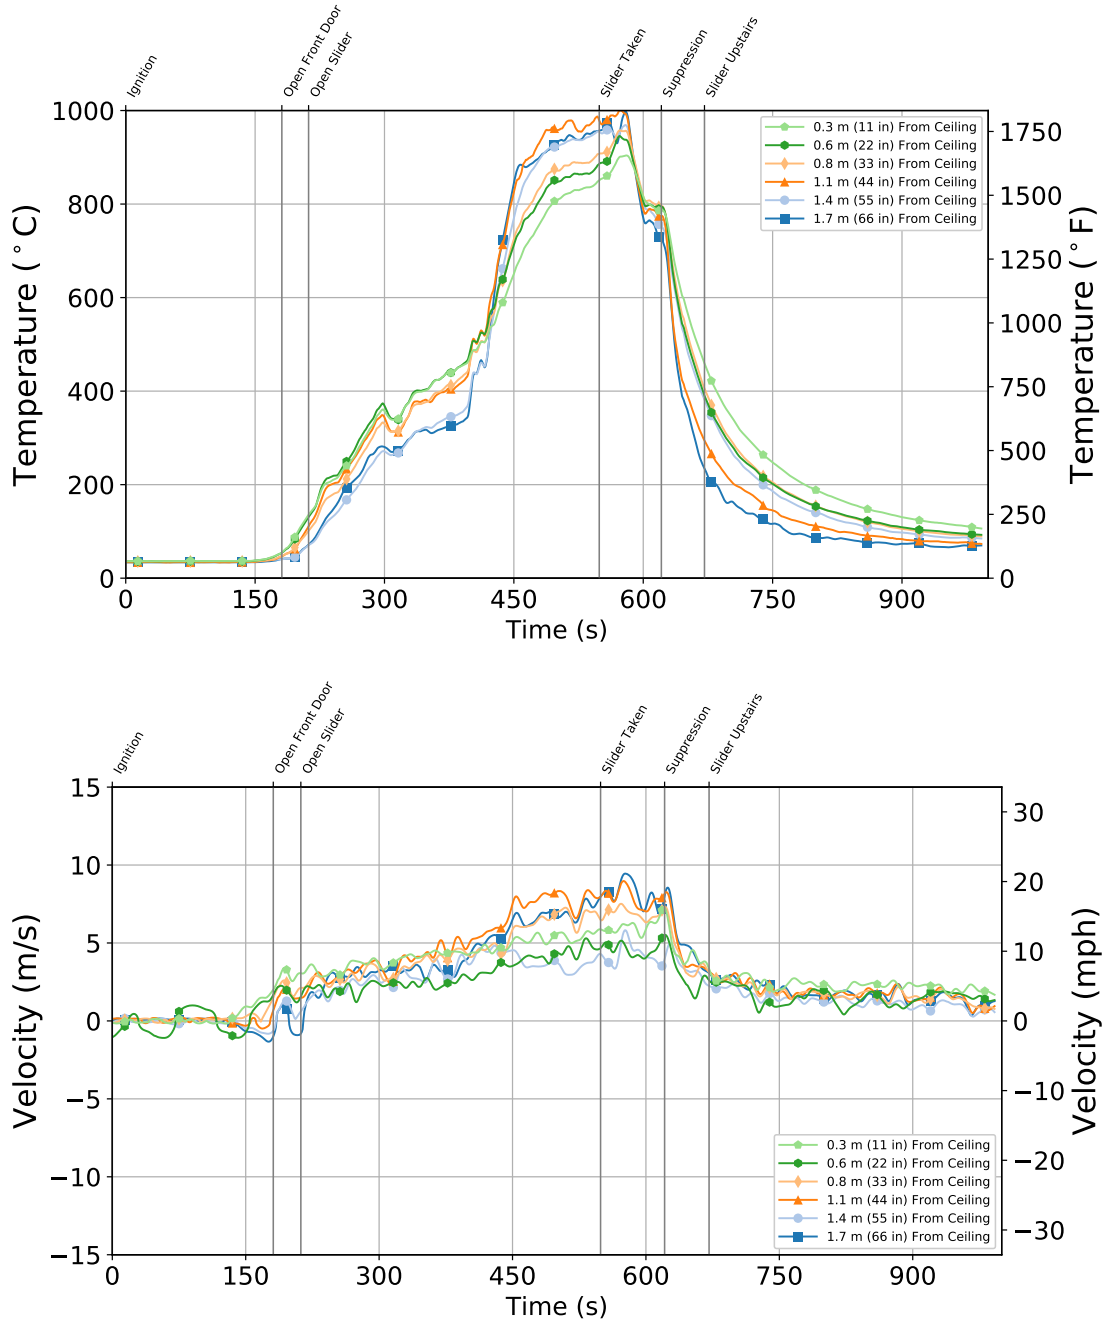 Ignition
Open Front Door
Open Slider
Slider Taken
Suppression
Slider Upstairs
1000
800
600
400
200
0
Temperature (°C)
0.3 m (11 in) From Ceiling
0.6 m (22 in) From Ceiling
0.8 m (33 in) From Ceiling
1.1 m (44 in) From Ceiling
1.4 m (55 in) From Ceiling
1.7 m (66 in) From Ceiling
1750
1500
1250
1000
750
500
250
0
Temperature (°F)
0 150 300 450 600 750 900
Time (s)
Ignition
Open Front Door
Open Slider
Slider Taken
Suppression
Slider Upstairs
15
10
5
0
−5
−10
−15
Velocity (m/s)
30
20
10
0
−10
−20
−30
Velocity (mph)
0.3 m (11 in) From Ceiling
0.6 m (22 in) From Ceiling
0.8 m (33 in) From Ceiling
1.1 m (44 in) From Ceiling
1.4 m (55 in) From Ceiling
1.7 m (66 in) From Ceiling
0 150 300 450 600 750 900
Time (s)